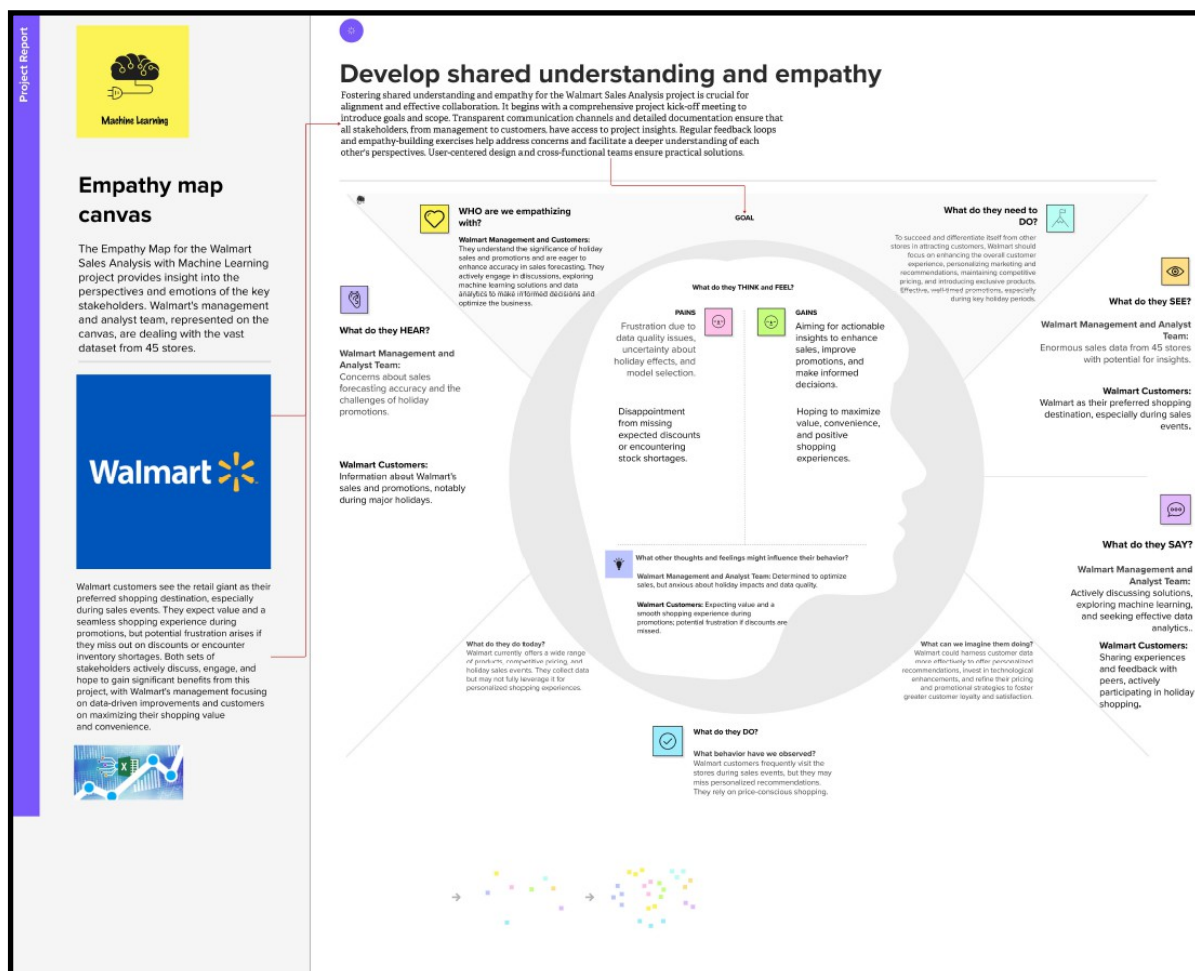 Project Report
Machine Learning
Empathy map
canvas
The Empathy Map for the Walmart
Sales Analysis with Machine Learning
project provides insight into the
perspectives and emotions of the key
stakeholders. Walmart's management
and analyst team, represented on the
canvas, are dealing with the vast
dataset from 45 stores.
Walmart
Walmart customers see the retail giant as their
preferred shopping destination, especially
during sales events. They expect value and a
seamless shopping experience during
promotions, but potential frustration arises if
they miss out on discounts or encounter
inventory shortages. Both sets of
stakeholders actively discuss, engage, and
hope to gain significant benefits from this
project, with Walmart's management focusing
on data-driven improvements and customers
on maximizing their shopping value
and convenience.
Develop shared understanding and empathy
Fostering shared understanding and empathy for the Walmart Sales Analysis project is crucial for
alignment and effective collaboration. It begins with a comprehensive project kick-off meeting to
introduce goals and scope. Transparent communication channels and detailed documentation ensure that
all stakeholders, from management to customers, have access to project insights. Regular feedback loops
and empathy-building exercises help address concerns and facilitate a deeper understanding of each
other's perspectives. User-centered design and cross-functional teams ensure practical solutions.
WHO are we empathizing
with?
Walmart Management and Customers:
They understand the significance of holiday
sales and promotions and are eager to
enhance accuracy in sales forecasting. They
actively engage in discussions, exploring
machine learning solutions and data
analytics to make informed decisions and
optimize the business.
GOAL
What do they need to
DO?
To succeed and differentiate itself from other
stores in attracting customers, Walmart should
focus on enhancing the overall customer
experience, personalizing marketing and
recommendations, maintaining competitive
pricing, and introducing exclusive products.
Effective, well-timed promotions, especially
during key holiday periods.
What do they HEAR?
Walmart Management and
Analyst Team:
Concerns about sales
forecasting accuracy and the
challenges of holiday
promotions.
Walmart Customers:
Information about Walmart's
sales and promotions, notably
during major holidays.
What do they THINK and FEEL?
PAINS
Frustration due to
data quality issues,
uncertainty about
holiday effects, and
model selection.
Disappointment
from missing
expected discounts
or encountering
stock shortages.
GAINS
Aiming for actionable
insights to enhance
sales, improve
promotions, and
make informed
decisions.
Hoping to maximize
value, convenience,
and positive
shopping
experiences.
What do they SEE?
Walmart Management and Analyst
Team:
Enormous sales data from 45 stores
with potential for insights.
Walmart Customers:
Walmart as their preferred shopping
destination, especially during sales
events.
What other thoughts and feelings might influence their behavior?
Walmart Management and Analyst Team: Determined to optimize
sales, but anxious about holiday impacts and data quality.
Walmart Customers: Expecting value and a
smooth shopping experience during
promotions; potential frustration if discounts are
missed.
What do they SAY?
Walmart Management and
Analyst Team:
Actively discussing solutions,
exploring machine learning,
and seeking effective data
analytics..
Walmart Customers:
Sharing experiences
and feedback with
peers, actively
participating in holiday
shopping.
What do they do today?
Walmart currently offers a wide range
of products, competitive pricing, and
holiday sales events. They collect data
but may not fully leverage it for
personalized shopping experiences.
What can we imagine them doing?
Walmart could harness customer data
more effectively to offer personalized
recommendations, invest in technological
enhancements, and refine their pricing
and promotional strategies to foster
greater customer loyalty and satisfaction.
What do they DO?
What behavior have we observed?
Walmart customers frequently visit the
stores during sales events, but they may
miss personalized recommendations.
They rely on price-conscious shopping.